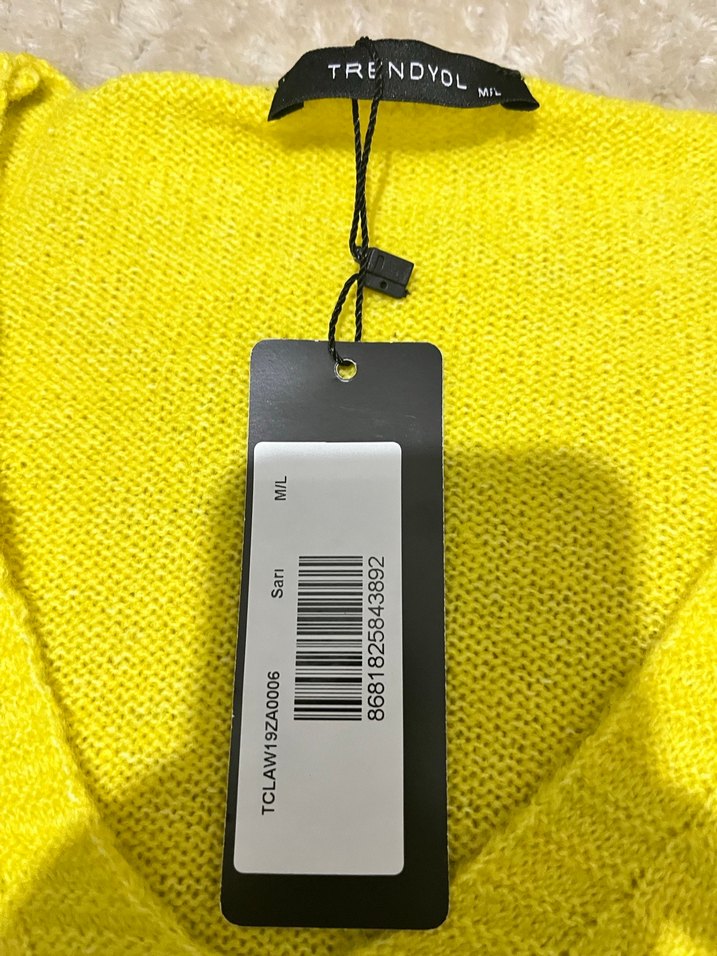 TRENDYOL M/L
M/L
Sarı
TCLAW19ZA0006
8681825843892